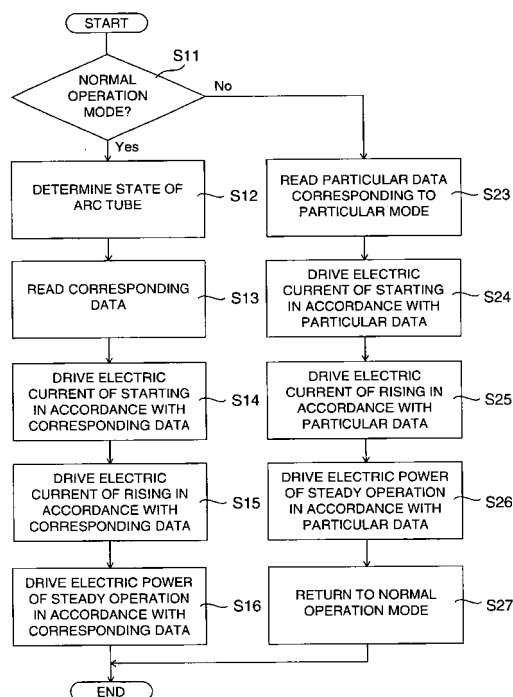 START
S11
NORMAL
OPERATION
MODE?
No
Yes
DETERMINE STATE OF
ARC TUBE
S12
READ CORRESPONDING
DATA
S13
DRIVE ELECTRIC
CURRENT OF STARTING
IN ACCORDANCE WITH
CORRESPONDING DATA
S14
DRIVE ELECTRIC
CURRENT OF RISING IN
ACCORDANCE WITH
CORRESPONDING DATA
S15
DRIVE ELECTRIC POWER
OF STEADY OPERATION
IN ACCORDANCE WITH
CORRESPONDING DATA
S16
READ PARTICULAR DATA
CORRESPONDING TO
PARTICULAR MODE
S23
DRIVE ELECTRIC
CURRENT OF STARTING
IN ACCORDANCE WITH
PARTICULAR DATA
S24
DRIVE ELECTRIC
CURRENT OF RISING IN
ACCORDANCE WITH
PARTICULAR DATA
S25
DRIVE ELECTRIC POWER
OF STEADY OPERATION
IN ACCORDANCE WITH
PARTICULAR DATA
S26
RETURN TO NORMAL
OPERATION MODE
S27
END